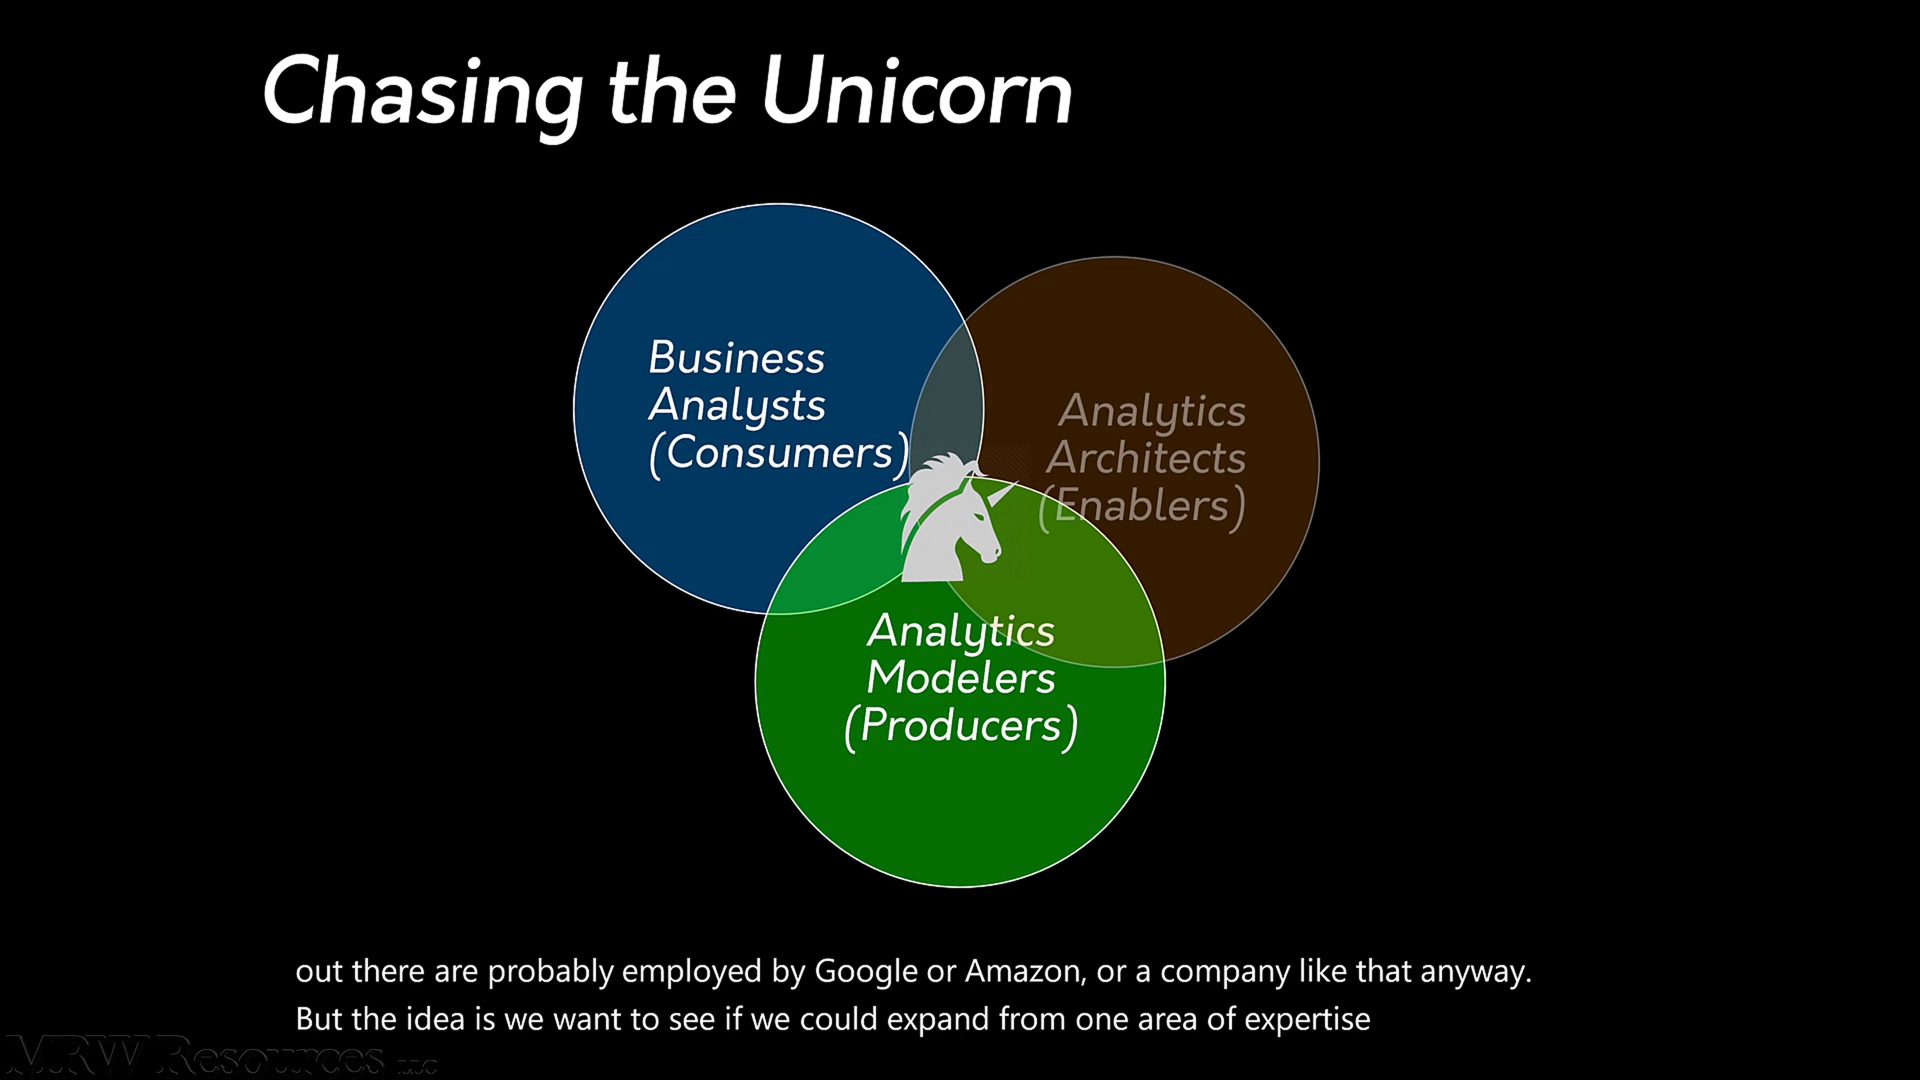 Chasing the Unicorn
Business
Analysts
(Consumers)
Analytics
Architects
(Enablers)
Analytics
Modelers
(Producers)
out there are probably employed by Google or Amazon, or a company like that anyway.
But the idea is we want to see if we could expand from one area of expertise
MRW Resources LLC